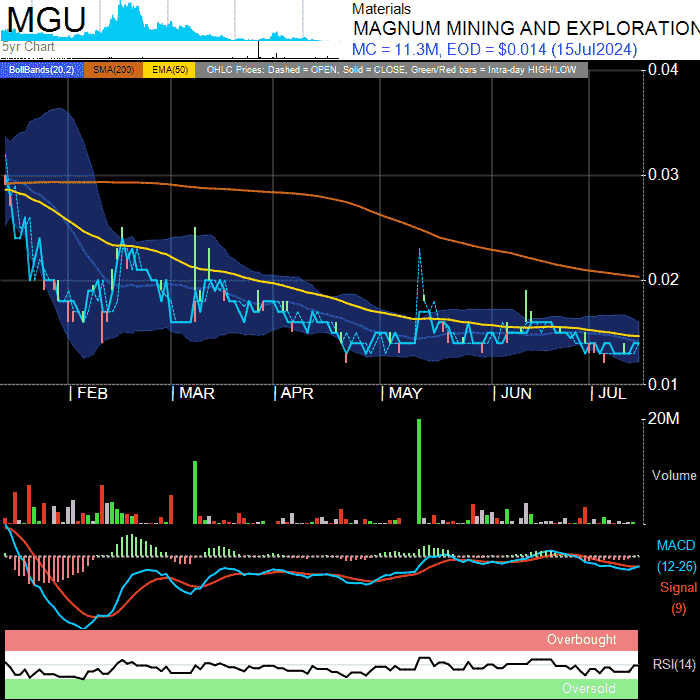 MGU
5yr Chart
Materials
MAGNUM MINING AND EXPLORATION
MC = 11.3M, EOD = $0.014 (15Jul2024)
BollBands(20,2) SMA(200) EMA(50) OHLC Prices: Dashed = OPEN, Solid = CLOSE, Green/Red bars = Intra-day HIGH/LOW
0.04
0.03
0.02
0.01
FEB MAR APR MAY JUN JUL
20M
Volume
MACD
(12-26)
Signal
(9)
Overbought
RSI(14)
Oversold